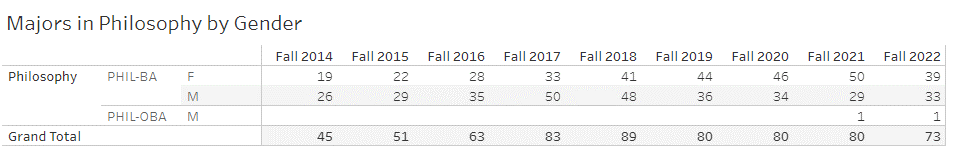 Majors in Philosophy by Gender
Fall 2014 Fall 2015 Fall 2016 Fall 2017 Fall 2018 Fall 2019 Fall 2020 Fall 2021 Fall 2022
Philosophy PHIL-BA F 19 22 28 33 41 44 46 50 39
M 26 29 35 50 48 36 34 29 33
PHIL-OBA M 1 1
Grand Total 45 51 63 83 89 80 80 80 73